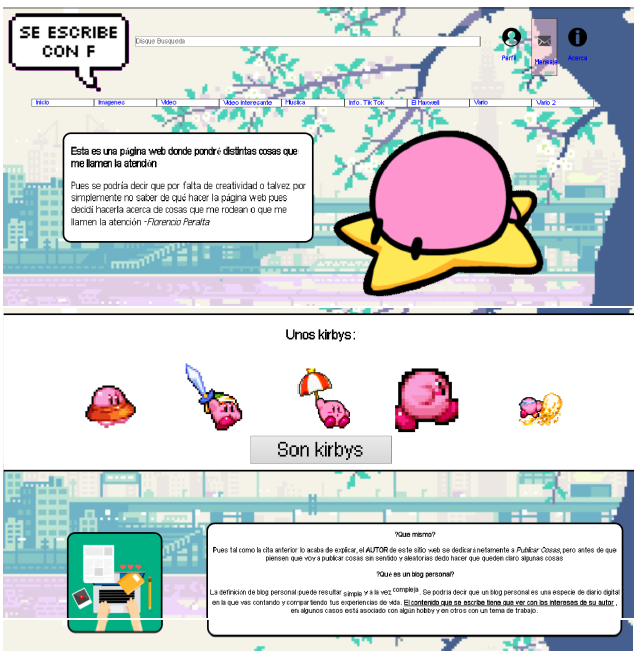 SE ESCRIBE
CON F
Disque Busqueda
Perfil
Mensaje
Acerca
Inicio
Imagenes
Video
Video Interesante
Musica
Info. Tik Tok
El Maxwell
Vario
Vario 2
Esta es una página web donde pondré distintas cosas que
me llamen la atención
Pues se podría decir que por falta de creatividad o talvez por
simplemente no saber de qué hacer la página web pues
decidí hacerla acerca de cosas que me rodean o que me
llamen la atención -Florencio Peralta
Unos kirbys:
Son kirbys
?Que mismo?
Pues tal como la cita anterior lo acaba de explicar, el AUTOR de este sitio web se dedicará netamente a Publicar Cosas, pero antes de que
piensen que voy a publicar cosas sin sentido y aleatorias debo hacer que queden claro algunas cosas
?Qué es un blog personal?
La definición de blog personal puede resultar simple y a la vez compleja. Se podría decir que un blog personal es una especie de diario digital
en la que vas contando y compartiendo tus experiencias de vida. El contenido que se escribe tiene que ver con los intereses de su autor ,
en algunos casos está asociado con algún hobby y en otros con un tema de trabajo.